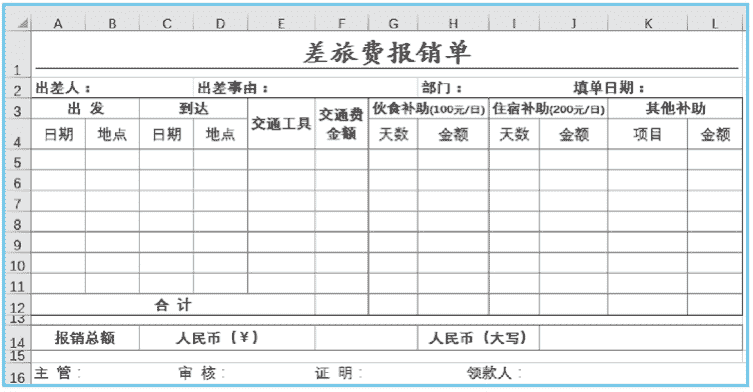 A B C D E F G H I J K L
1 差旅费报销单
2 出差人： 出差事由： 部门： 填单日期：
3 出 发 到达 交通工具 交通费金额 伙食补助(100元/日) 住宿补助(200元/日) 其他补助
4 日期 地点 日期 地点 天数 金额 天数 金额 项目 金额
5
6
7
8
9
10
11
12 合 计
13
14 报销总额 人民币（¥） 人民币（大写）
15
16 主 管： 审 核： 证 明： 领款人：